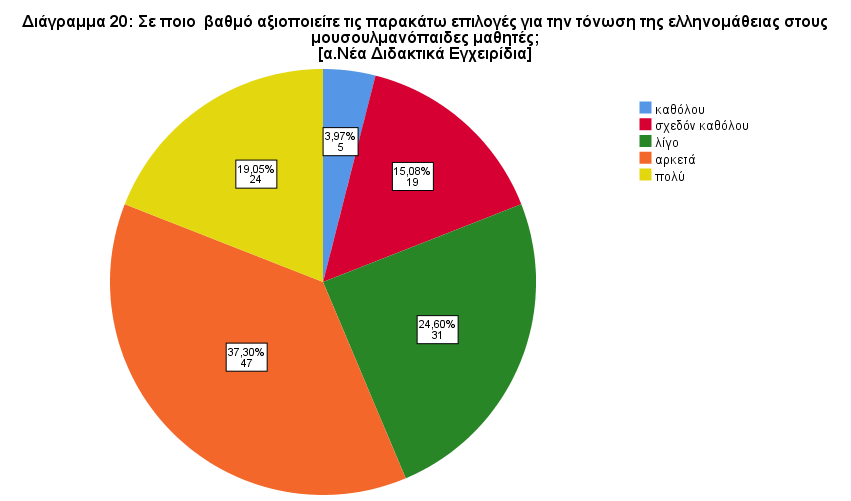 Διάγραμμα 20: Σε ποιο βαθμό αξιοποιείτε τις παρακάτω επιλογές για την τόνωση της ελληνομάθειας στους
μουσουλμανόπαιδες μαθητές;
[α.Νέα Διδακτικά Εγχειρίδια]
καθόλου
σχεδόν καθόλου
λίγο
αρκετά
πολύ
3,97%
5
15,08%
19
19,05%
24
24,60%
31
37,30%
47